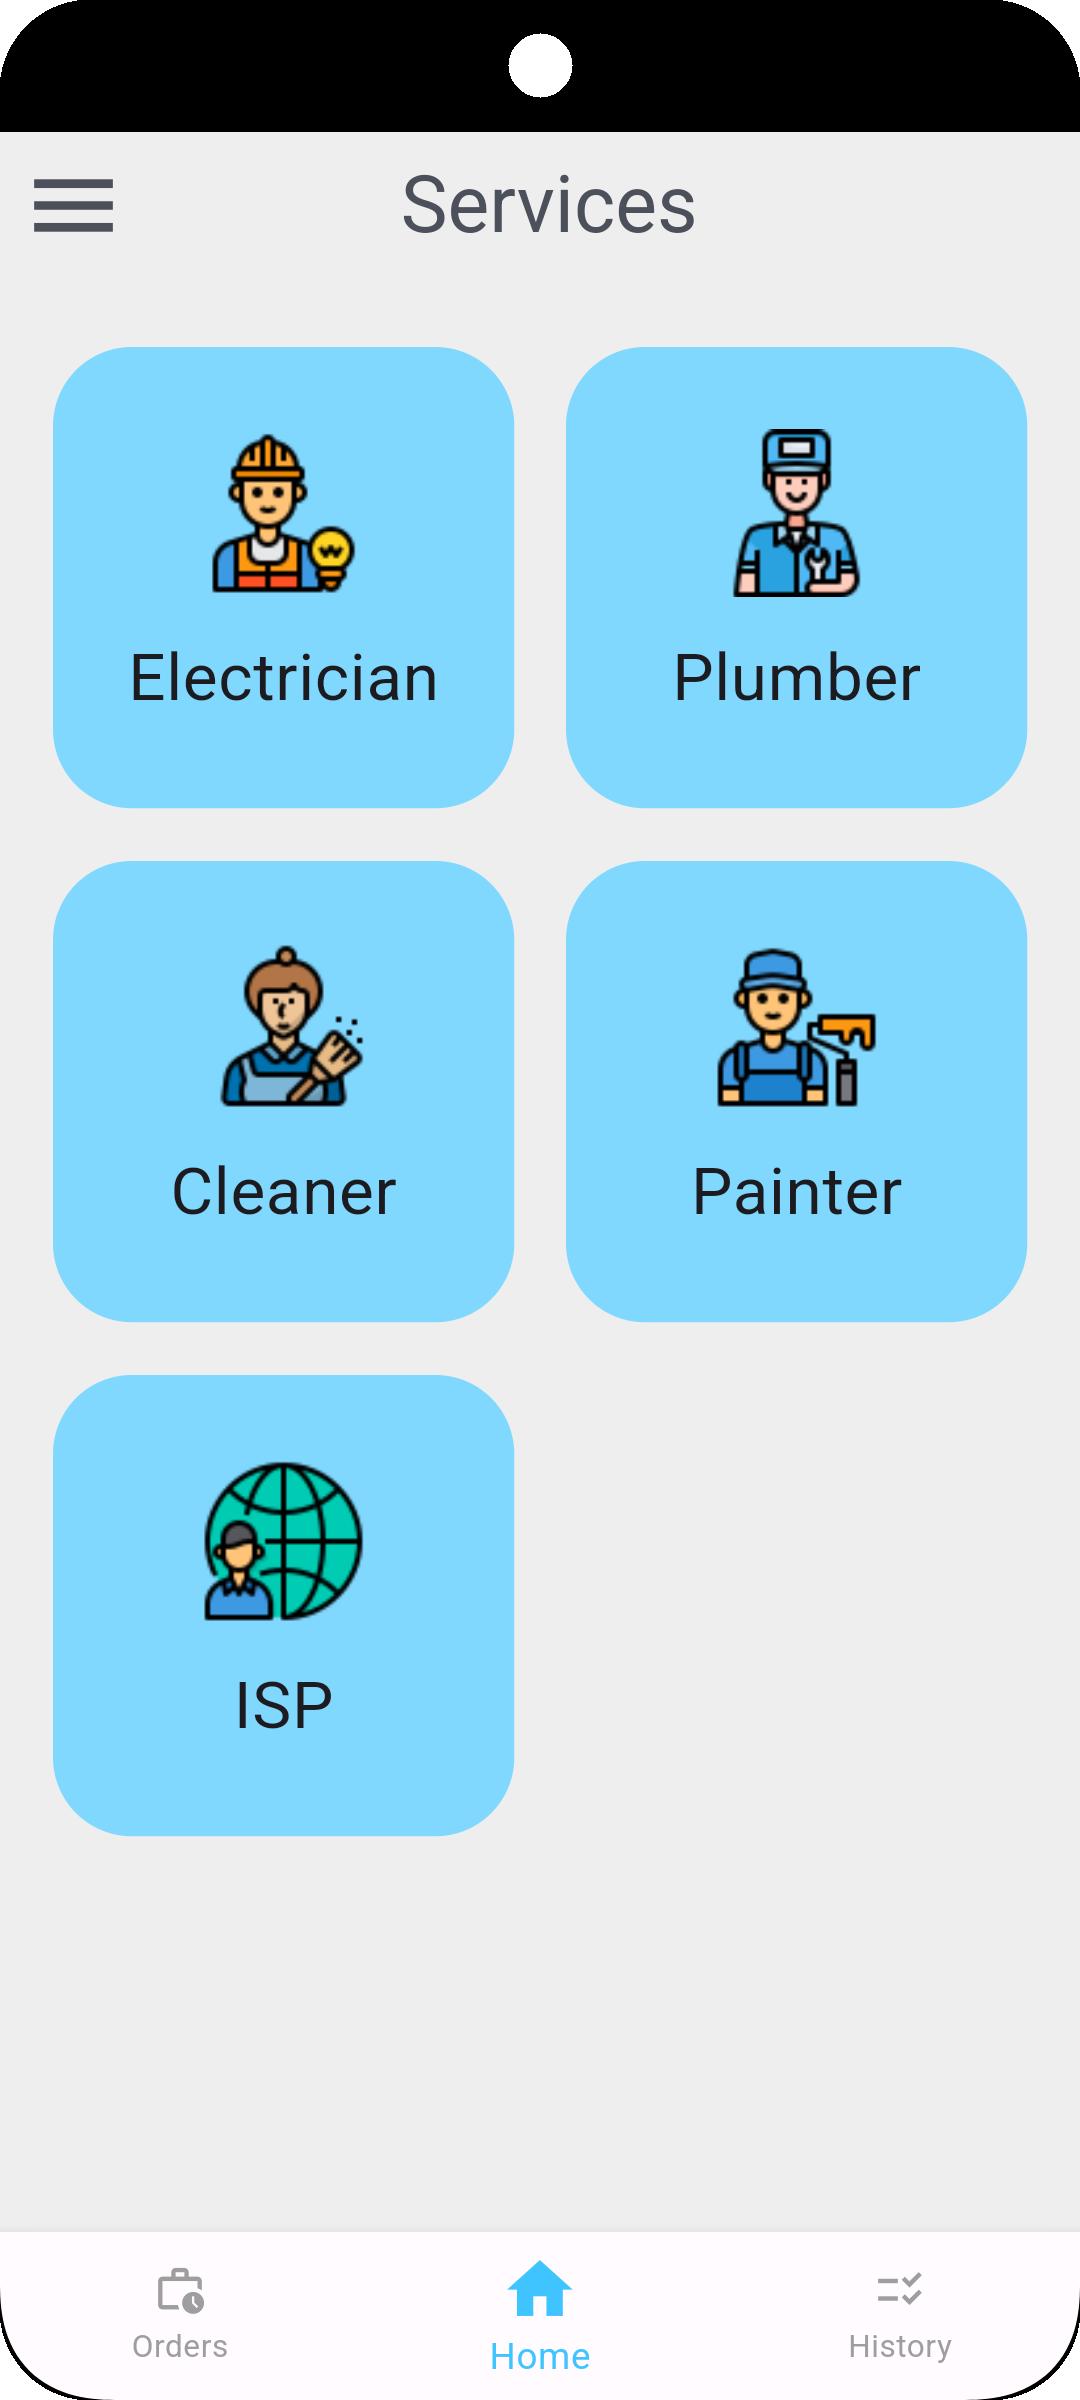 Services
Electrician
Plumber
Cleaner
Painter
ISP
Orders
Home
History